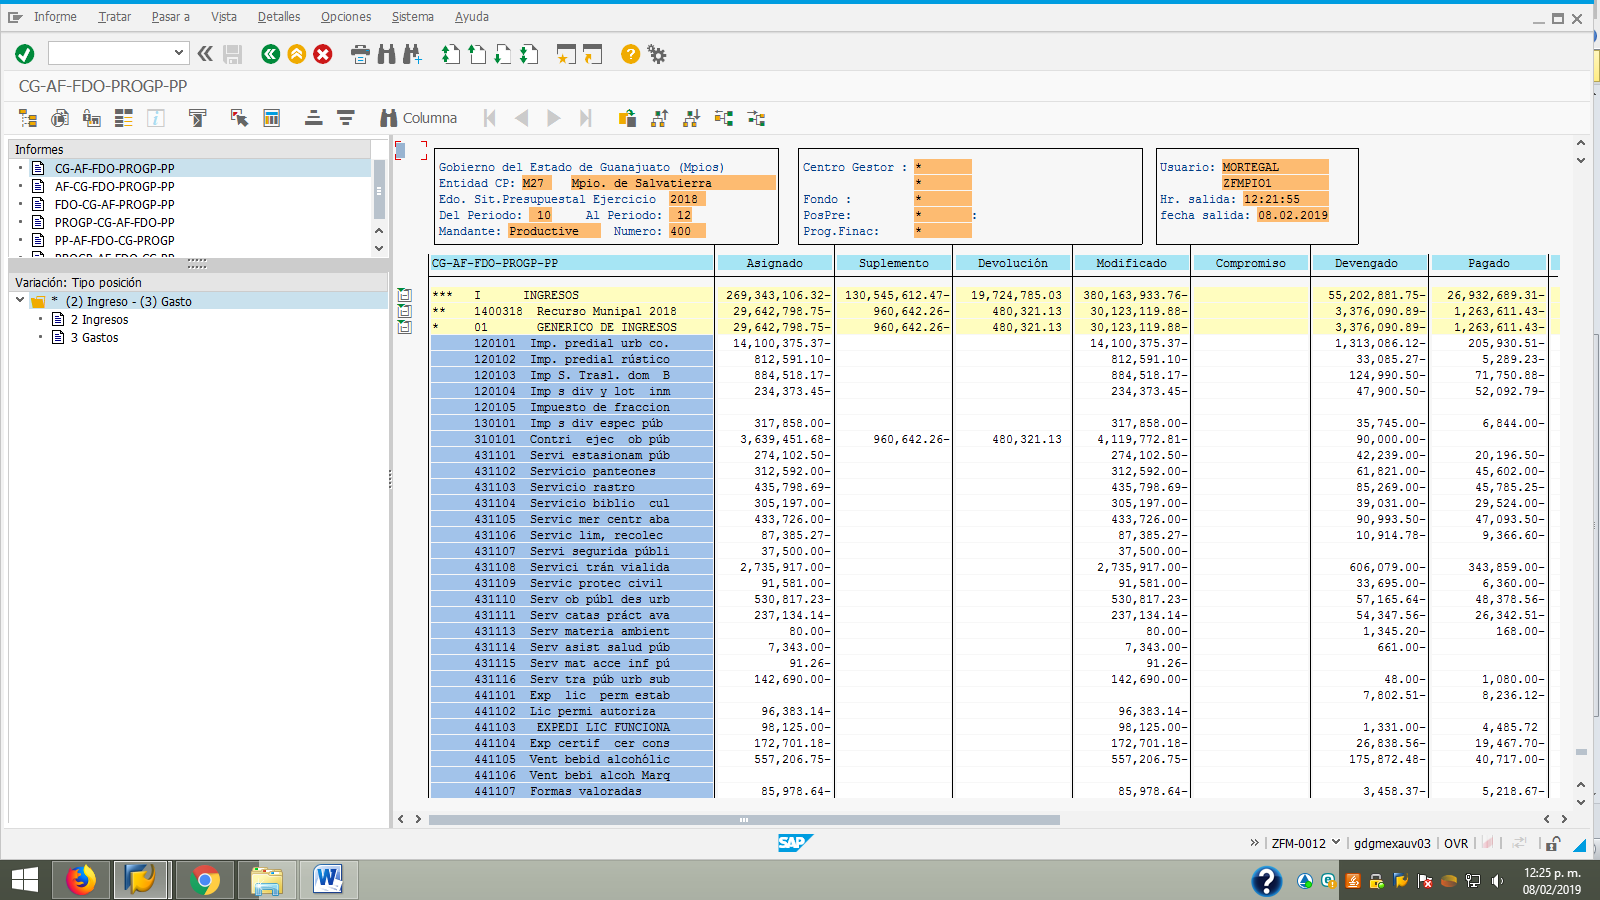 Informe Tratar Pasar a Vista Detalles Opciones Sistema Ayuda
CG-AF-FDO-PROGP-PP
Columna
Informes
CG-AF-FDO-PROGP-PP
AF-CG-FDO-PROGP-PP
FDO-CG-AF-PROGP-PP
PROGP-CG-AF-FDO-PP
PP-AF-FDO-CG-PROGP
Variación: Tipo posición
* (2) Ingreso - (3) Gasto
2 Ingresos
3 Gastos
Gobierno del Estado de Guanajuato (Mpios)
Entidad CP: M27 Mpio. de Salvatierra
Edo. Sit.Presupuestal Ejercicio 2018
Del Periodo: 10 Al Periodo: 12
Mandante: Productive Numero: 400
Centro Gestor : *
*
Fondo : *
PosPre: * :
Prog.Finac: *
Usuario: MORTEGAL
ZFMPIO1
Hr. salida: 12:21:55
fecha salida: 08.02.2019
CG-AF-FDO-PROGP-PP Asignado Suplemento Devolución Modificado Compromiso Devengado Pagado
*** I INGRESOS 269,343,106.32- 130,545,612.47- 19,724,785.03 380,163,933.76- 55,202,881.75- 26,932,689.31-
** 1400318 Recurso Munipal 2018 29,642,798.75- 960,642.26- 480,321.13 30,123,119.88- 3,376,090.89- 1,263,611.43-
* 01 GENERICO DE INGRESOS 29,642,798.75- 960,642.26- 480,321.13 30,123,119.88- 3,376,090.89- 1,263,611.43-
120101 Imp. predial urb co. 14,100,375.37- 14,100,375.37- 1,313,086.12- 205,930.51-
120102 Imp. predial rústico 812,591.10- 812,591.10- 33,085.27- 5,289.23-
120103 Imp S. Trasl. dom B 884,518.17- 884,518.17- 124,990.50- 71,750.88-
120104 Imp s div y lot inm 234,373.45- 234,373.45- 47,900.50- 52,092.79-
120105 Impuesto de fraccion
130101 Imp s div espec púb 317,858.00- 317,858.00- 35,745.00- 6,844.00-
310101 Contri ejec ob púb 3,639,451.68- 960,642.26- 480,321.13 4,119,772.81- 90,000.00-
431101 Servi estasionam púb 274,102.50- 274,102.50- 42,239.00- 20,196.50-
431102 Servicio panteones 312,592.00- 312,592.00- 61,821.00- 45,602.00-
431103 Servicio rastro 435,798.69- 435,798.69- 85,269.00- 45,785.25-
431104 Servicio biblio cul 305,197.00- 305,197.00- 39,031.00- 29,524.00-
431105 Servic mer centr aba 433,726.00- 433,726.00- 90,993.50- 47,093.50-
431106 Servic lim, recolec 87,385.27- 87,385.27- 10,914.78- 9,366.60-
431107 Servi segurida públi 37,500.00- 37,500.00-
431108 Servici trán vialida 2,735,917.00- 2,735,917.00- 606,079.00- 343,859.00-
431109 Servic protec civil 91,581.00- 91,581.00- 33,695.00- 6,360.00-
431110 Serv ob públ des urb 530,817.23- 530,817.23- 57,165.64- 48,378.56-
431111 Serv catas práct ava 237,134.14- 237,134.14- 54,347.56- 26,342.51-
431113 Serv materia ambient 80.00- 80.00- 1,345.20- 168.00-
431114 Serv asist salud púb 7,343.00- 7,343.00- 661.00-
431115 Serv mat acce inf pú 91.26- 91.26-
431116 Serv tra púb urb sub 142,690.00- 142,690.00- 48.00- 1,080.00-
441101 Exp lic perm estab 7,802.51- 8,236.12-
441102 Lic permi autoriza 96,383.14- 96,383.14-
441103 EXPEDI LIC FUNCIONA 98,125.00- 98,125.00- 1,331.00- 4,485.72
441104 Exp certif cer cons 172,701.18- 172,701.18- 26,838.56- 19,467.70-
441105 Vent bebid alcohólic 557,206.75- 557,206.75- 175,872.48- 40,717.00-
441106 Vent bebi alcoh Marq
441107 Formas valoradas 85,978.64- 85,978.64- 3,458.37- 5,218.67-
SAP
ZFM-0012 gdgmexauv03 OVR
12:25 p. m.
08/02/2019